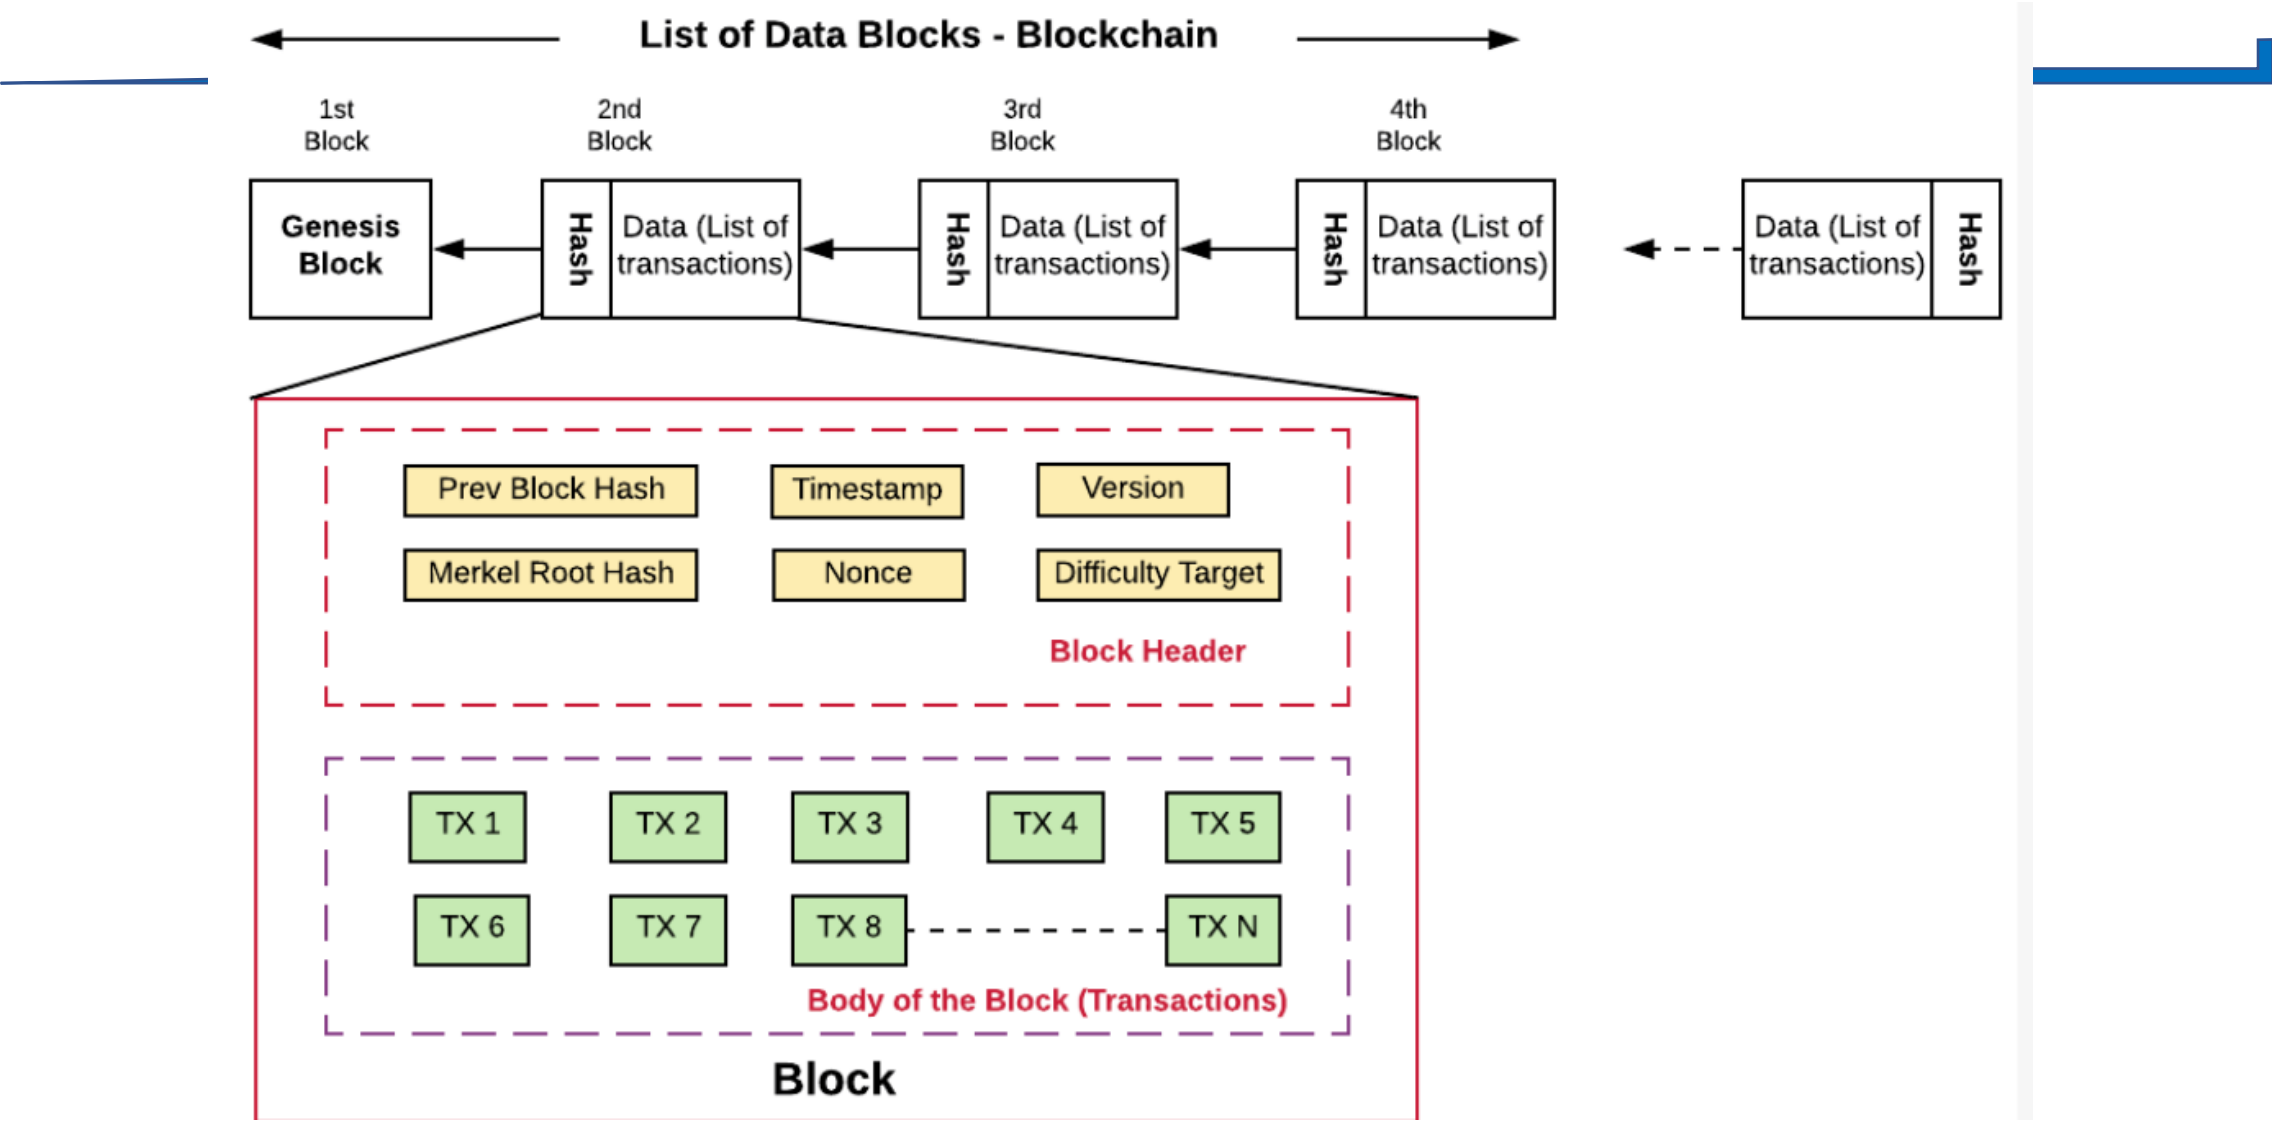 List of Data Blocks - Blockchain
1st
Block
2nd
Block
3rd
Block
4th
Block
Genesis
Block
Hash
Data (List of
transactions)
Hash
Data (List of
transactions)
Hash
Data (List of
transactions)
Data (List of
transactions)
Hash
Prev Block Hash
Timestamp
Version
Merkel Root Hash
Nonce
Difficulty Target
Block Header
TX 1
TX 2
TX 3
TX 4
TX 5
TX 6
TX 7
TX 8
TX N
Body of the Block (Transactions)
Block